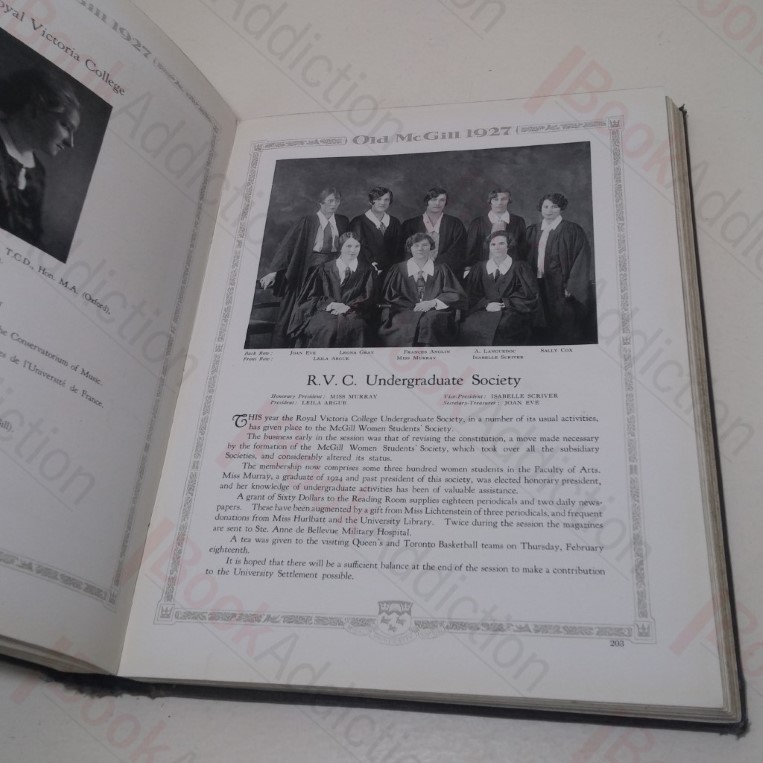 Royal Victoria College
T.C.D., Hon. M.A. (Oxford).
the Conservatorium of Music.
de l'Université de France.
Old McGill 1927
Back Row: JOAN EVE LEONA GRAY FRANCES ANGLIN A. LANGUEDOC SALLY COX
Front Row: LEILA ARGUE MISS MURRAY ISABELLE SCRIVER
R.V.C. Undergraduate Society
Honorary President: MISS MURRAY Vice-President: ISABELLE SCRIVER
President: LEILA ARGUE Secretary-Treasurer: JOAN EVE
THIS year the Royal Victoria College Undergraduate Society, in a number of its usual activities,
has given place to the McGill Women Students' Society.
The business early in the session was that of revising the constitution, a move made necessary
by the formation of the McGill Women Students' Society, which took over all the subsidiary
Societies, and considerably altered its status.
The membership now comprises some three hundred women students in the Faculty of Arts.
Miss Murray, a graduate of 1924 and past president of this society, was elected honorary president,
and her knowledge of undergraduate activities has been of valuable assistance.
A grant of Sixty Dollars to the Reading Room supplies eighteen periodicals and two daily news-
papers. These have been augmented by a gift from Miss Lichtenstein of three periodicals, and frequent
donations from Miss Hurlbatt and the University Library. Twice during the session the magazines
are sent to Ste. Anne de Bellevue Military Hospital.
A tea was given to the visiting Queen's and Toronto Basketball teams on Thursday, February
eighteenth.
It is hoped that there will be a sufficient balance at the end of the session to make a contribution
to the University Settlement possible.
203